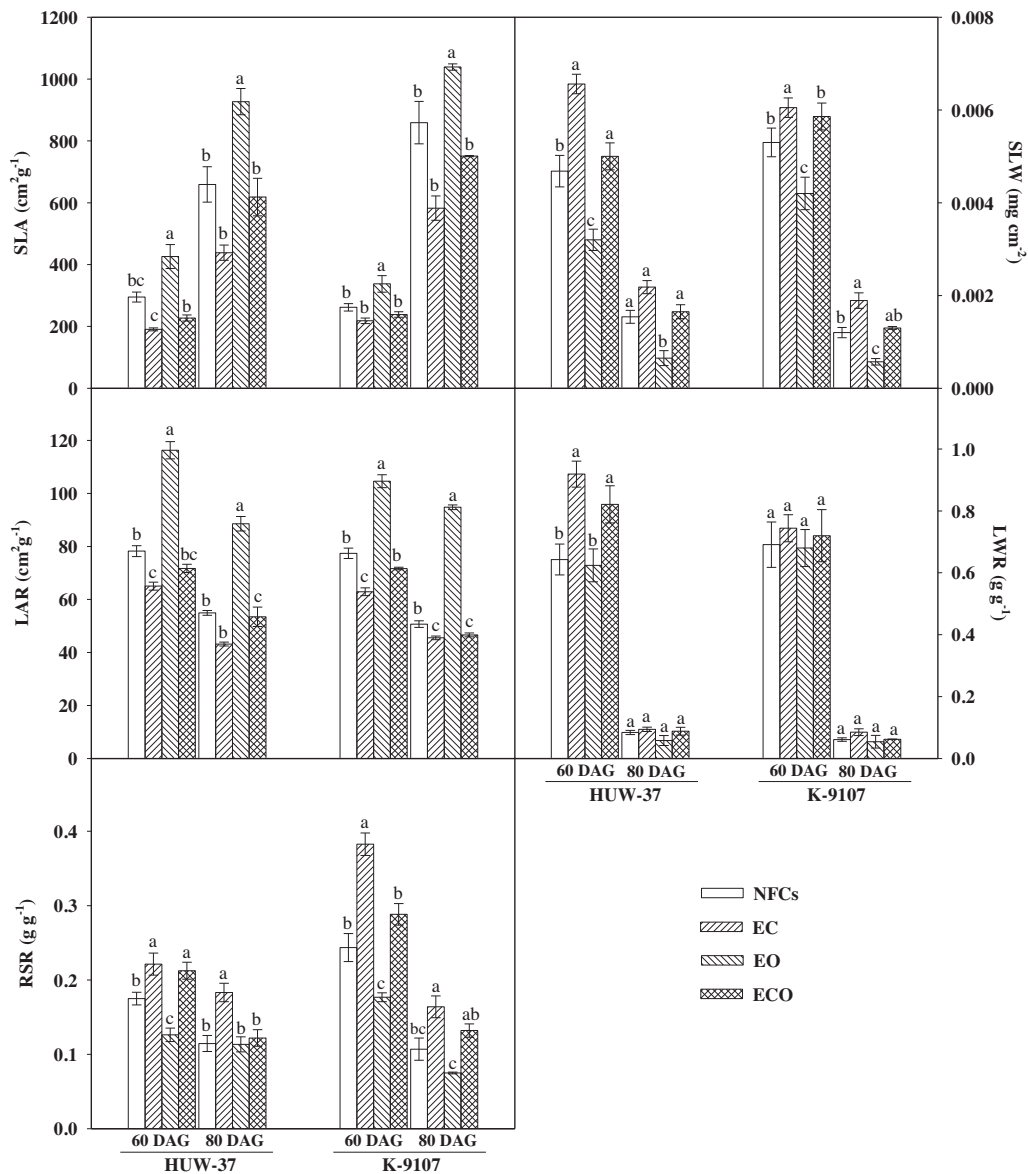 1200
1000
800
600
400
200
0
SLA (cm²g⁻¹)
bc
c
a
b
b
b
a
b
b
b
a
b
b
b
a
b
0.008
0.006
0.004
0.002
0.000
SLW (mg cm⁻²)
b
a
c
a
b
a
b
a
b
a
c
b
b
a
c
ab
120
100
80
60
40
20
0
LAR (cm²g⁻¹)
b
c
a
bc
b
b
a
c
b
c
a
b
b
c
a
c
1.0
0.8
0.6
0.4
0.2
0.0
LWR (g g⁻¹)
b
a
b
a
a
a
a
a
a
a
a
a
a
a
a
a
60 DAG 80 DAG
HUW-37
60 DAG 80 DAG
K-9107
0.4
0.3
0.2
0.1
0.0
RSR (g g⁻¹)
b
a
c
a
b
a
b
b
b
a
c
b
bc
a
c
ab
60 DAG 80 DAG
HUW-37
60 DAG 80 DAG
K-9107
NFCs
EC
EO
ECO